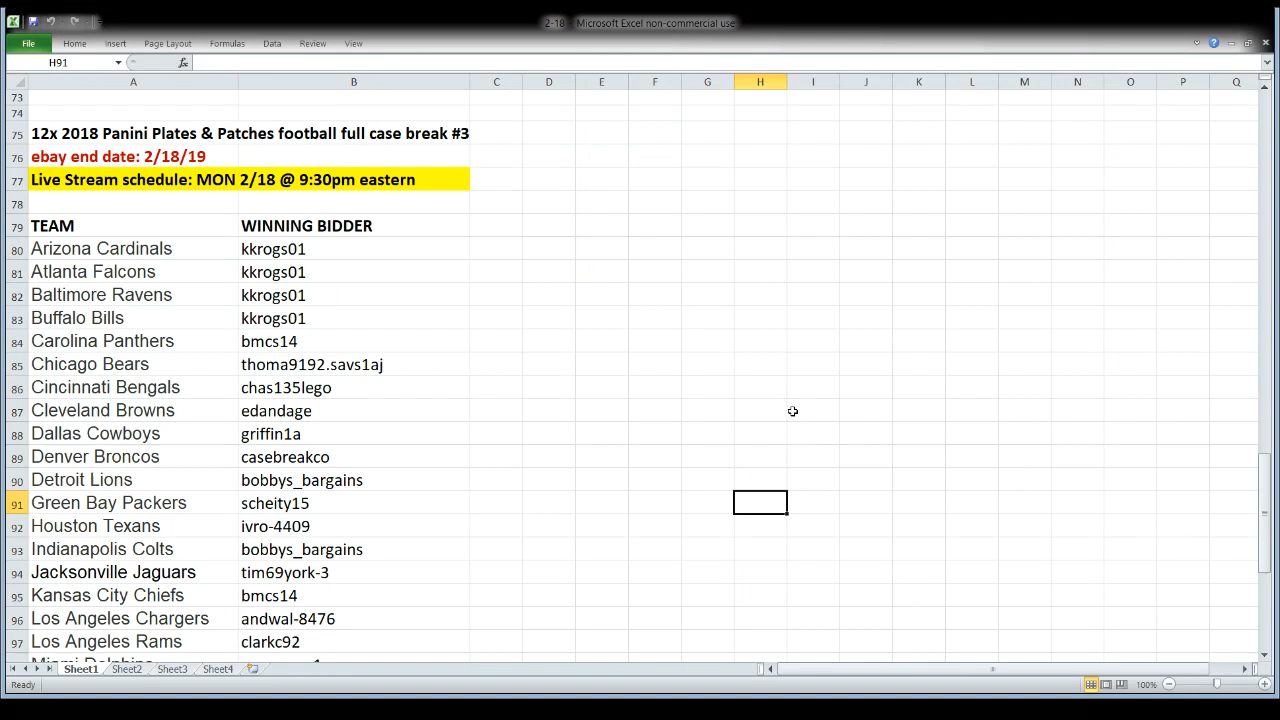 2-18 - Microsoft Excel non-commercial use
File Home Insert Page Layout Formulas Data Review View
H91 fx
A B C D E F G H I J K L M N O P Q
73
74
75 12x 2018 Panini Plates & Patches football full case break #3
76 ebay end date: 2/18/19
77 Live Stream schedule: MON 2/18 @ 9:30pm eastern
78
79 TEAM WINNING BIDDER
80 Arizona Cardinals kkrogs01
81 Atlanta Falcons kkrogs01
82 Baltimore Ravens kkrogs01
83 Buffalo Bills kkrogs01
84 Carolina Panthers bmcs14
85 Chicago Bears thoma9192.savs1aj
86 Cincinnati Bengals chas135lego
87 Cleveland Browns edandage
88 Dallas Cowboys griffin1a
89 Denver Broncos casebreakco
90 Detroit Lions bobbys_bargains
91 Green Bay Packers scheity15
92 Houston Texans ivro-4409
93 Indianapolis Colts bobbys_bargains
94 Jacksonville Jaguars tim69york-3
95 Kansas City Chiefs bmcs14
96 Los Angeles Chargers andwal-8476
97 Los Angeles Rams clarkc92
Miami Dolphins
Sheet1 Sheet2 Sheet3 Sheet4
Ready 100%